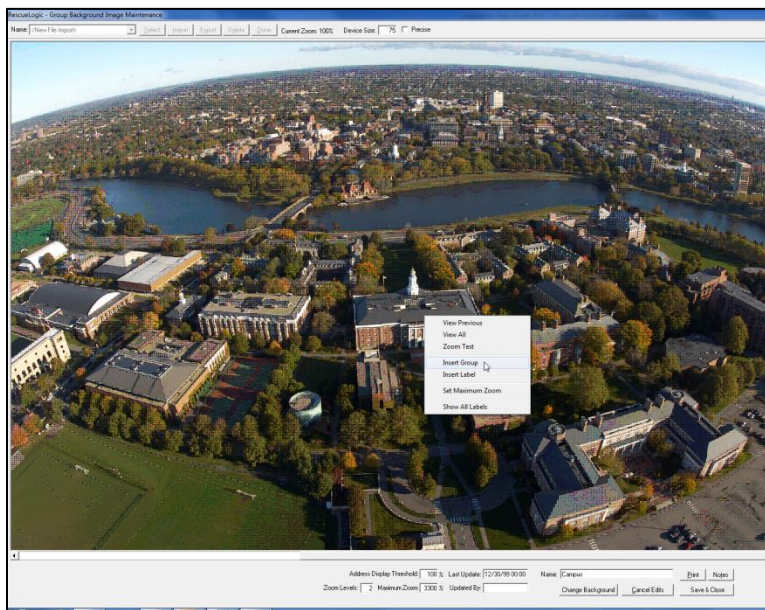 RescueLogic - Group Background Image Maintenance
Name: <New File Import> Select Import Export Delete Done Current Zoom: 100% Device Size: 75 Precise
View Previous
View All
Zoom Test
Insert Group
Insert Label
Set Maximum Zoom
Show All Labels
Address Display Threshold: 100 % Last Update: 12/30/99 00:00 Name: Campus Print Notes
Zoom Levels: 2 Maximum Zoom: 3300 % Updated By: Change Background Cancel Edits Save & Close